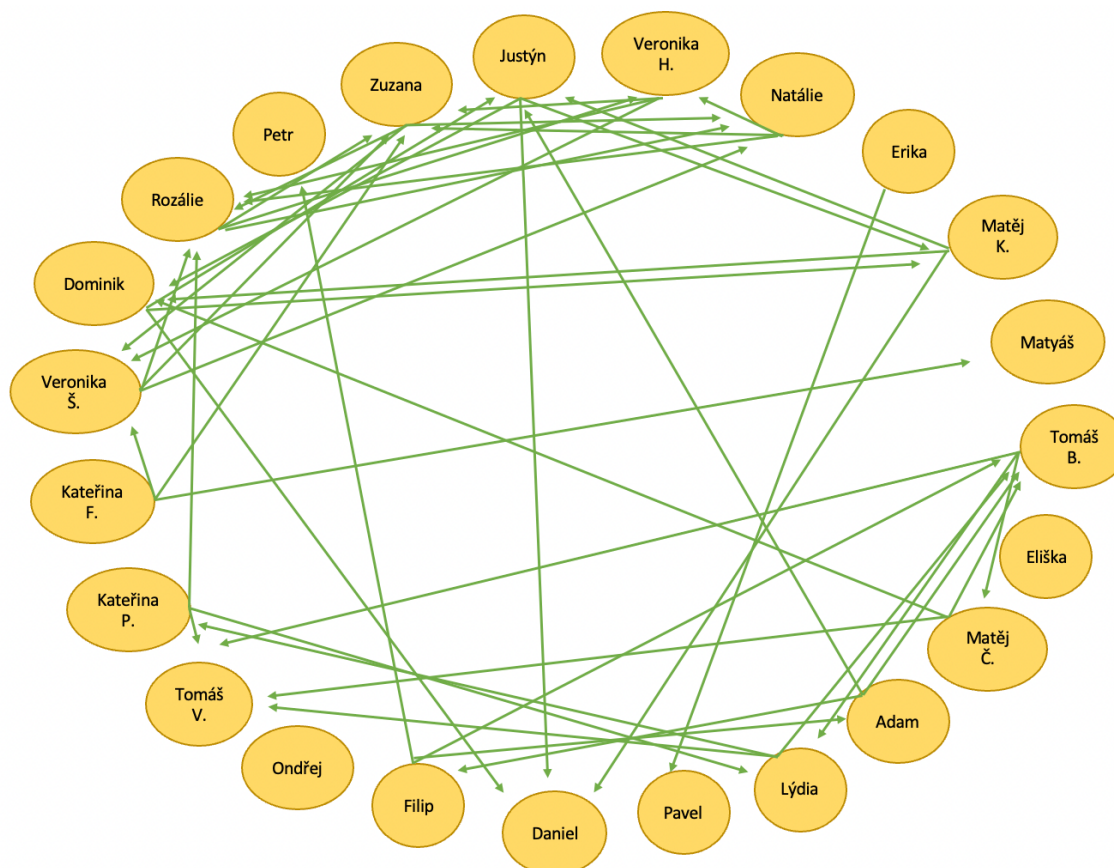 Justýn
Veronika
H.
Zuzana
Natálie
Petr
Erika
Rozálie
Matěj
K.
Dominik
Matyáš
Veronika
Š.
Tomáš
B.
Kateřina
F.
Eliška
Kateřina
P.
Matěj
Č.
Tomáš
V.
Adam
Ondřej
Lýdia
Filip
Pavel
Daniel